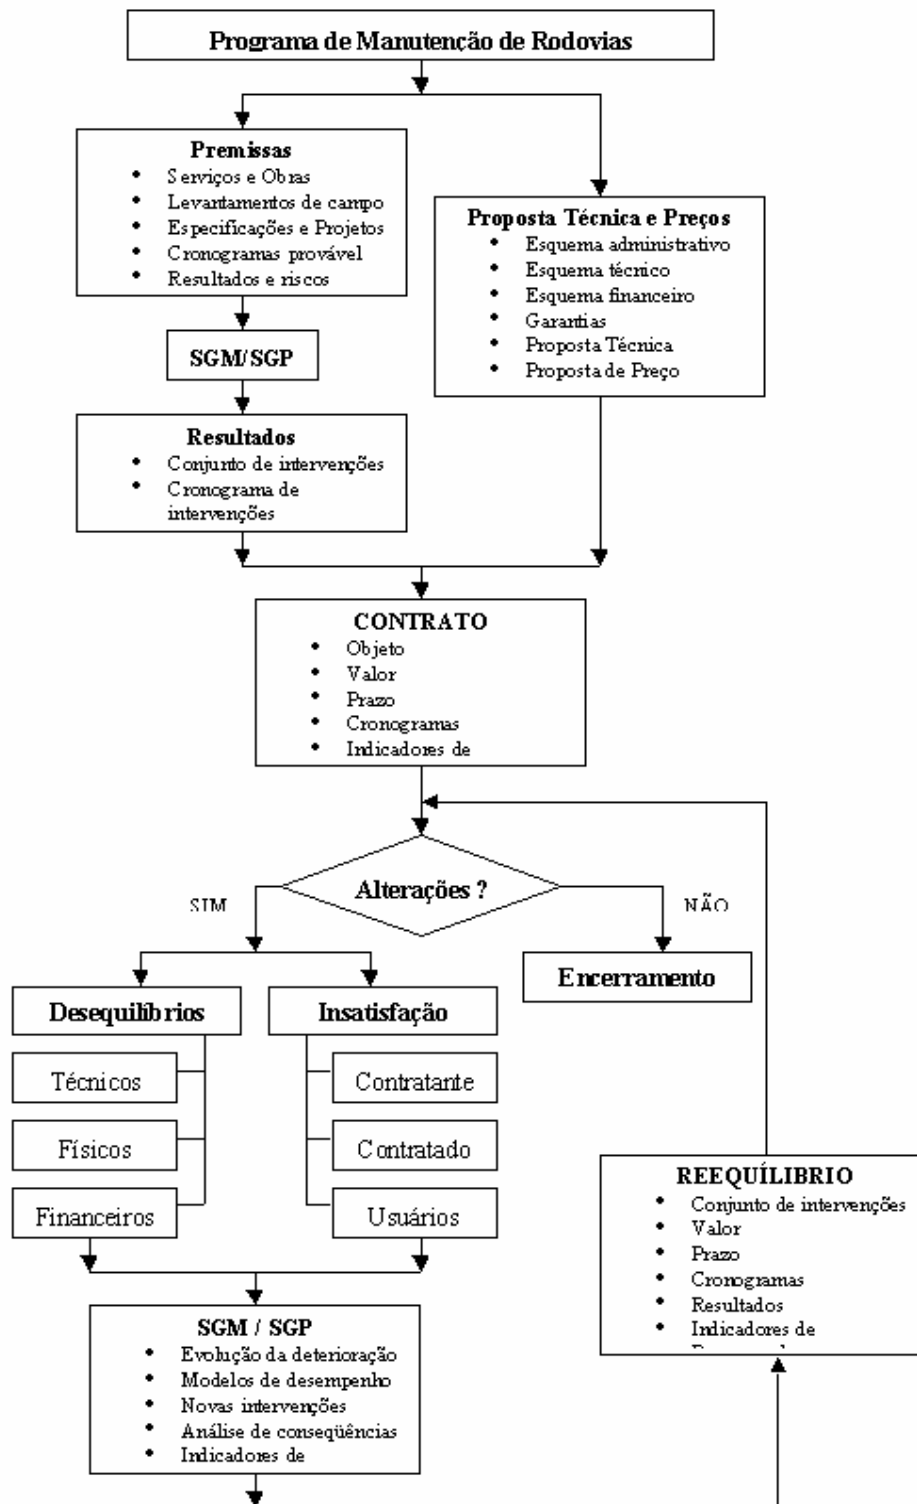 Programa de Manutenção de Rodovias
Premissas
• Serviços e Obras
• Levantamentos de campo
• Especificações e Projetos
• Cronogramas provável
• Resultados e riscos
Proposta Técnica e Preços
• Esquema administrativo
• Esquema técnico
• Esquema financeiro
• Garantias
• Proposta Técnica
• Proposta de Preço
SGM/SGP
Resultados
• Conjunto de intervenções
• Cronograma de
intervenções
CONTRATO
• Objeto
• Valor
• Prazo
• Cronogramas
• Indicadores de
Alterações ?
SIM
NÃO
Encerramento
Desequilíbrios
Insatisfação
Técnicos
Contratante
Físicos
Contratado
Financeiros
Usuários
REEQUÍLIBRIO
• Conjunto de intervenções
• Valor
• Prazo
• Cronogramas
• Resultados
• Indicadores de
SGM / SGP
• Evolução da deterioração
• Modelos de desempenho
• Novas intervenções
• Análise de conseqüências
• Indicadores de